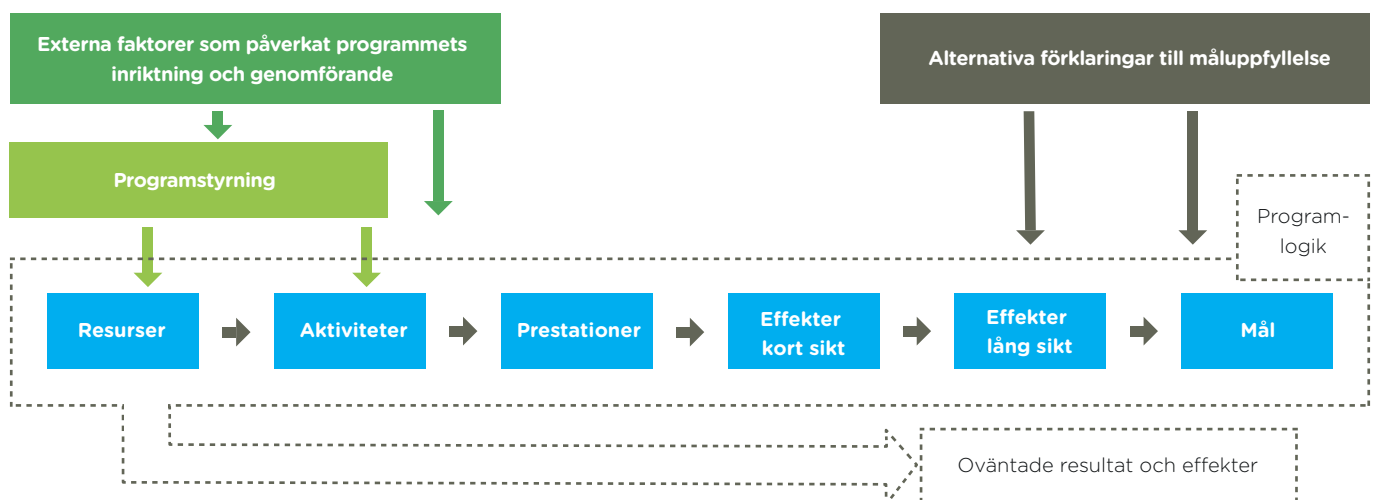 Externa faktorer som påverkat programmets
inriktning och genomförande
Alternativa förklaringar till måluppfyllelse
Programstyrning
Program-
logik
Resurser
Aktiviteter
Prestationer
Effekter
kort sikt
Effekter
lång sikt
Mål
Oväntade resultat och effekter